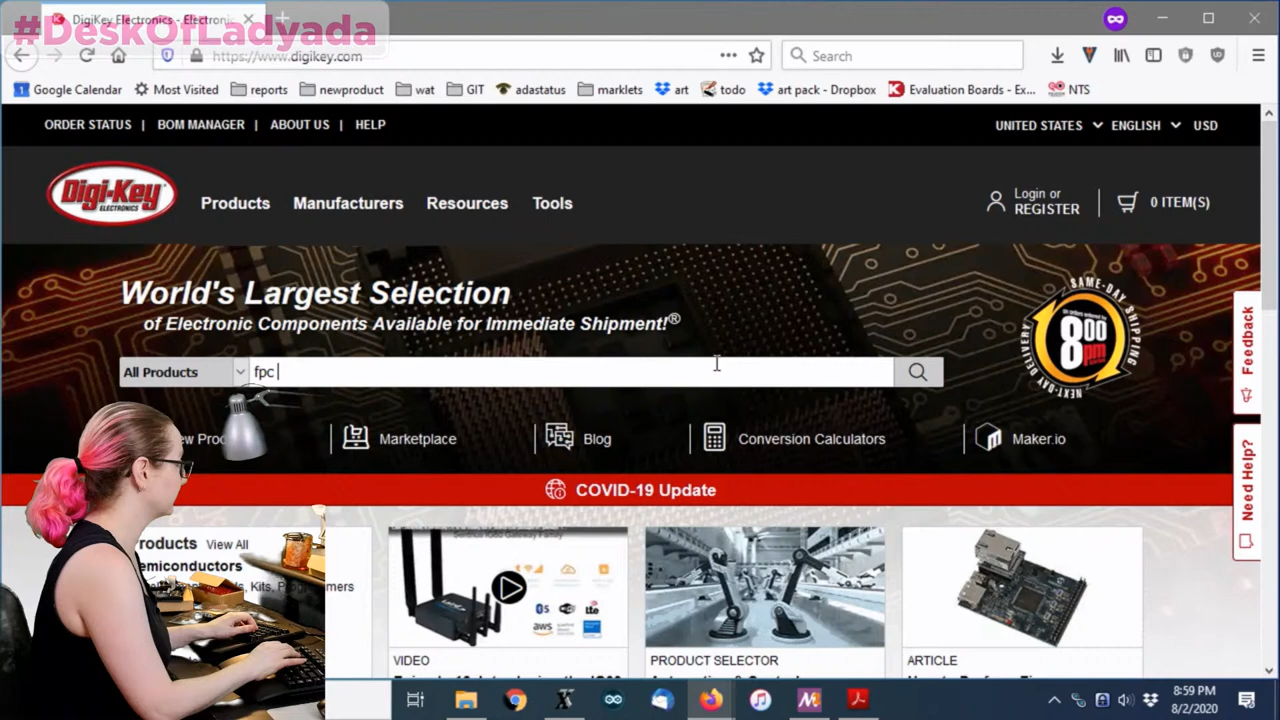 #DeskOfLadyada
DigiKey Electronics - Electronic
https://www.digikey.com
Search
Google Calendar
Most Visited
reports
newproduct
wat
GIT
adastatus
marklets
art
todo
art pack - Dropbox
Evaluation Boards - Ex...
NTS
ORDER STATUS | BOM MANAGER | ABOUT US | HELP
UNITED STATES ENGLISH USD
Digi-Key
ELECTRONICS
Products Manufacturers Resources Tools
Login or
REGISTER
0 ITEM(S)
World's Largest Selection
of Electronic Components Available for Immediate Shipment!®
SAME-DAY SHIPPING
on orders entered by
8:00 pm
NEXT-DAY DELIVERY
All Products
fpc
Feedback
Marketplace
Blog
Conversion Calculators
Maker.io
COVID-19 Update
Need Help?
View All
VIDEO
PRODUCT SELECTOR
ARTICLE
8:59 PM
8/2/2020